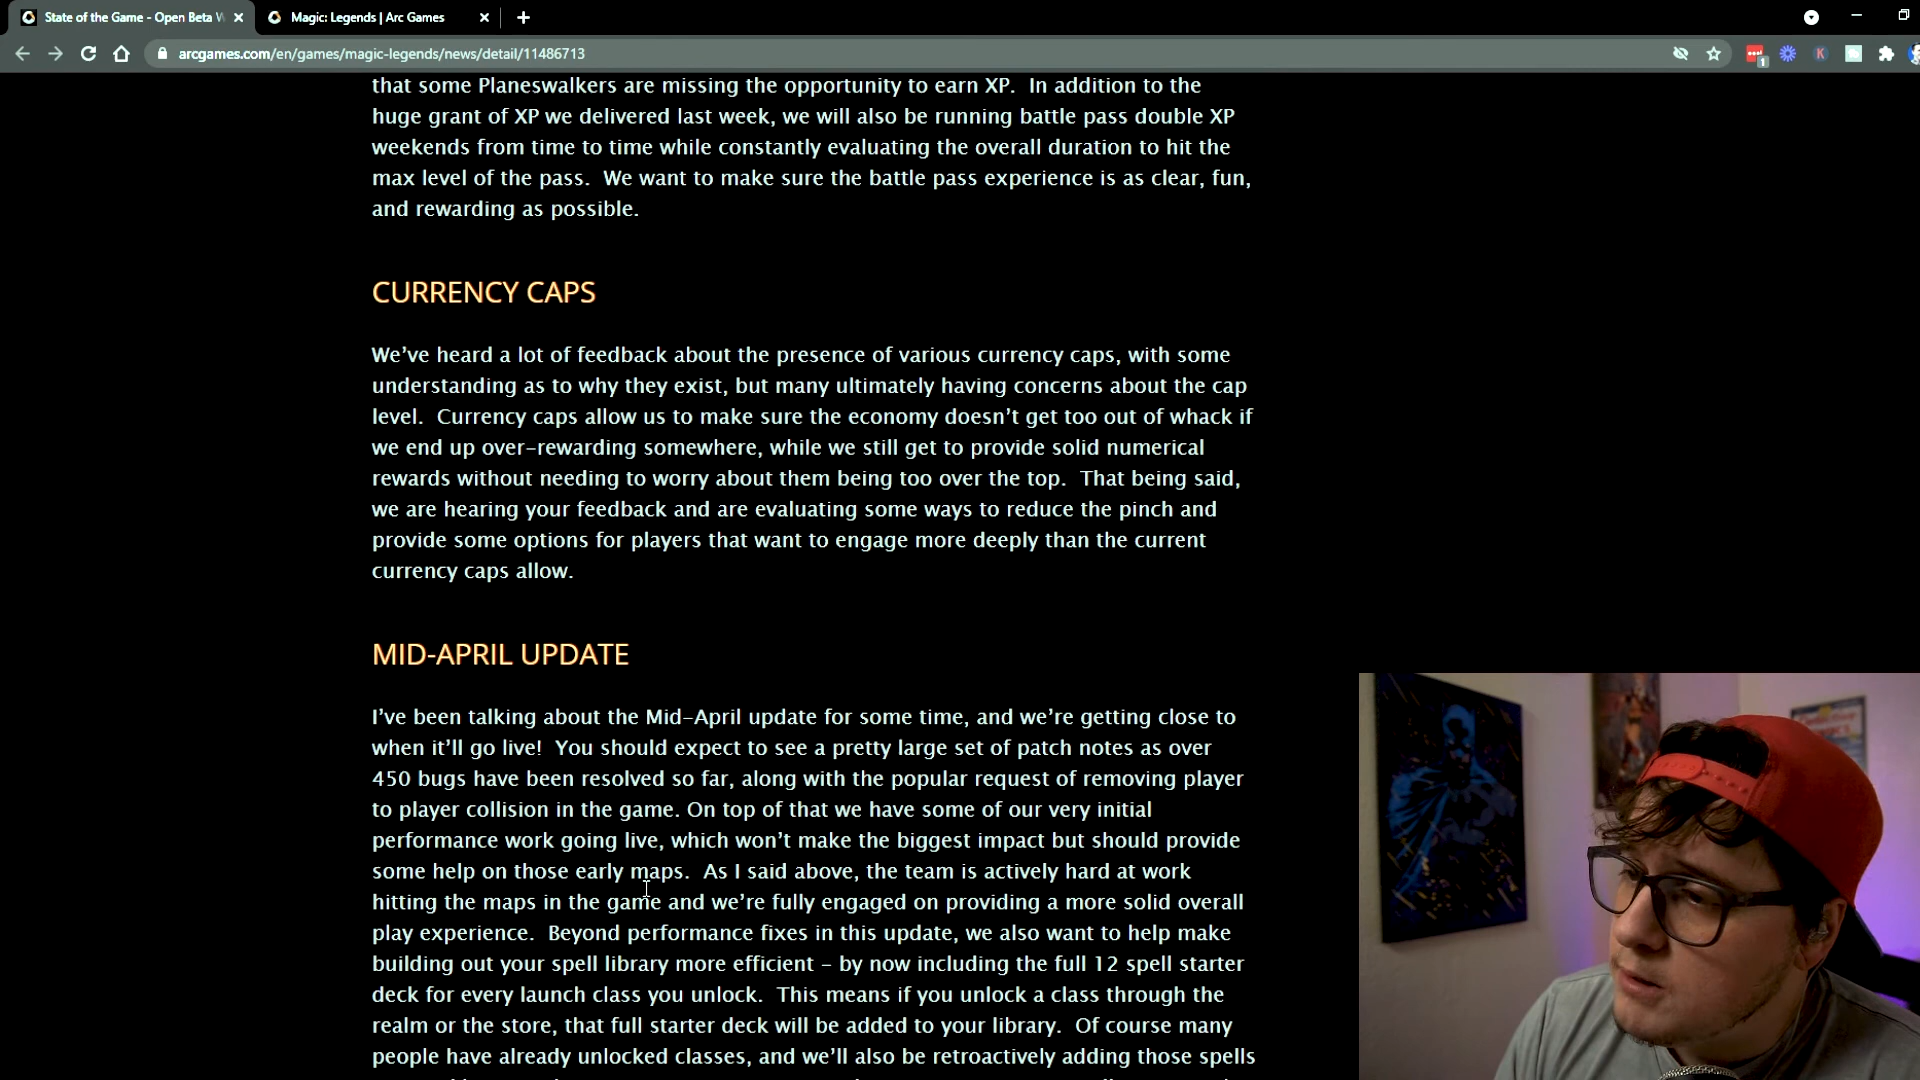 State of the Game - Open Beta W
Magic: Legends | Arc Games
arcgames.com/en/games/magic-legends/news/detail/11486713
K
1
that some Planeswalkers are missing the opportunity to earn XP.  In addition to the
huge grant of XP we delivered last week, we will also be running battle pass double XP
weekends from time to time while constantly evaluating the overall duration to hit the
max level of the pass.  We want to make sure the battle pass experience is as clear, fun,
and rewarding as possible.
CURRENCY CAPS
We've heard a lot of feedback about the presence of various currency caps, with some
understanding as to why they exist, but many ultimately having concerns about the cap
level.  Currency caps allow us to make sure the economy doesn't get too out of whack if
we end up over-rewarding somewhere, while we still get to provide solid numerical
rewards without needing to worry about them being too over the top.  That being said,
we are hearing your feedback and are evaluating some ways to reduce the pinch and
provide some options for players that want to engage more deeply than the current
currency caps allow.
MID-APRIL UPDATE
I've been talking about the Mid-April update for some time, and we're getting close to
when it'll go live!  You should expect to see a pretty large set of patch notes as over
450 bugs have been resolved so far, along with the popular request of removing player
to player collision in the game. On top of that we have some of our very initial
performance work going live, which won't make the biggest impact but should provide
some help on those early maps.  As I said above, the team is actively hard at work
hitting the maps in the game and we're fully engaged on providing a more solid overall
play experience.  Beyond performance fixes in this update, we also want to help make
building out your spell library more efficient - by now including the full 12 spell starter
deck for every launch class you unlock.  This means if you unlock a class through the
realm or the store, that full starter deck will be added to your library.  Of course many
people have already unlocked classes, and we'll also be retroactively adding those spells